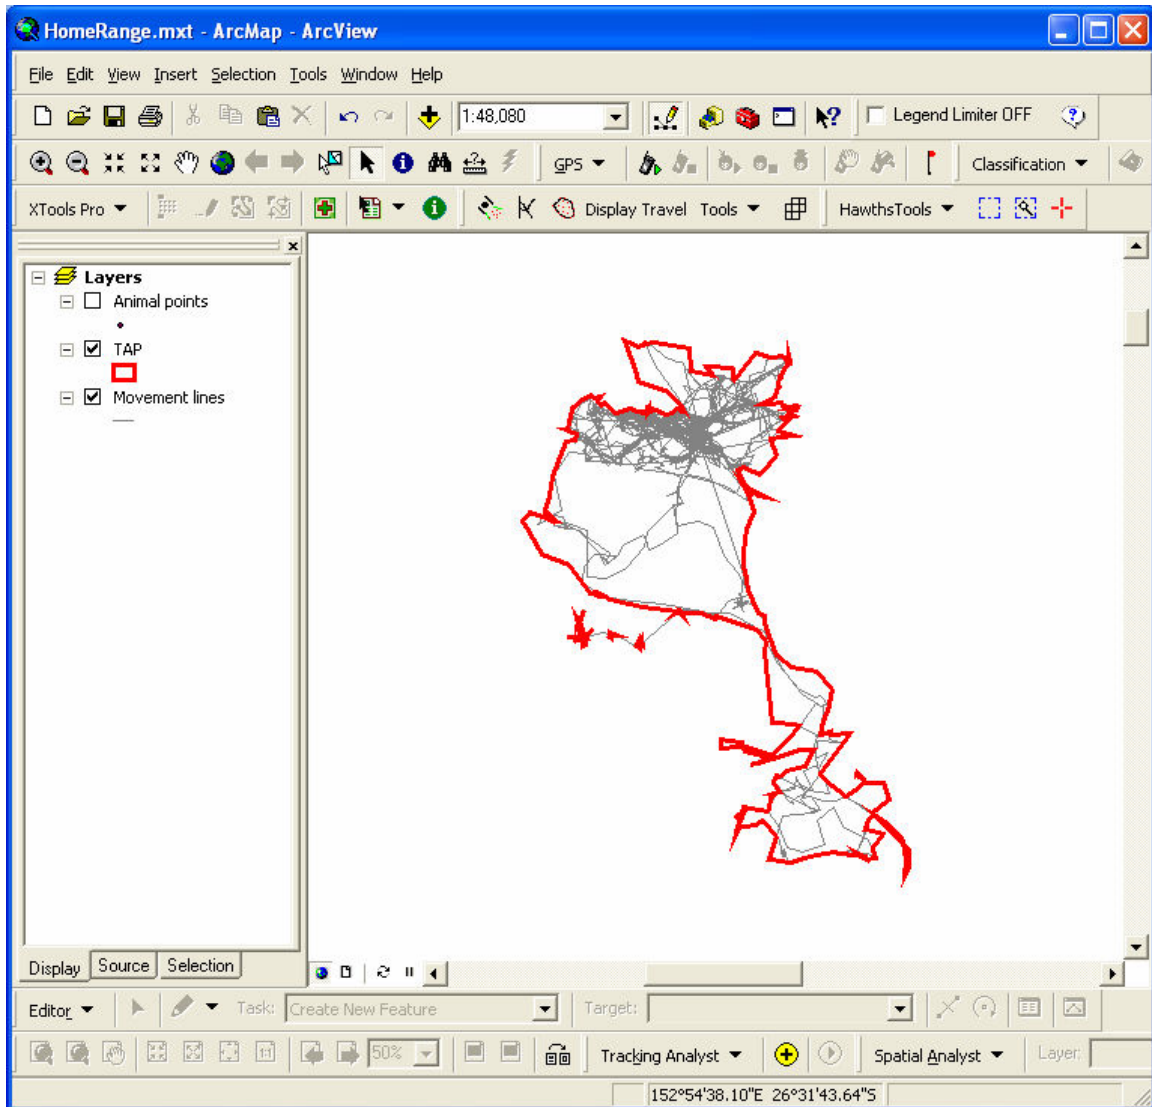 HomeRange.mxt - ArcMap - ArcView
File Edit View Insert Selection Tools Window Help
1:48,080 Legend Limiter OFF
GPS Classification
XTools Pro Display Travel Tools HawthsTools
Layers
Animal points
TAP
Movement lines
Display Source Selection
Editor Task: Create New Feature Target:
1:1 50% Tracking Analyst Spatial Analyst Layer:
152°54'38.10"E 26°31'43.64"S